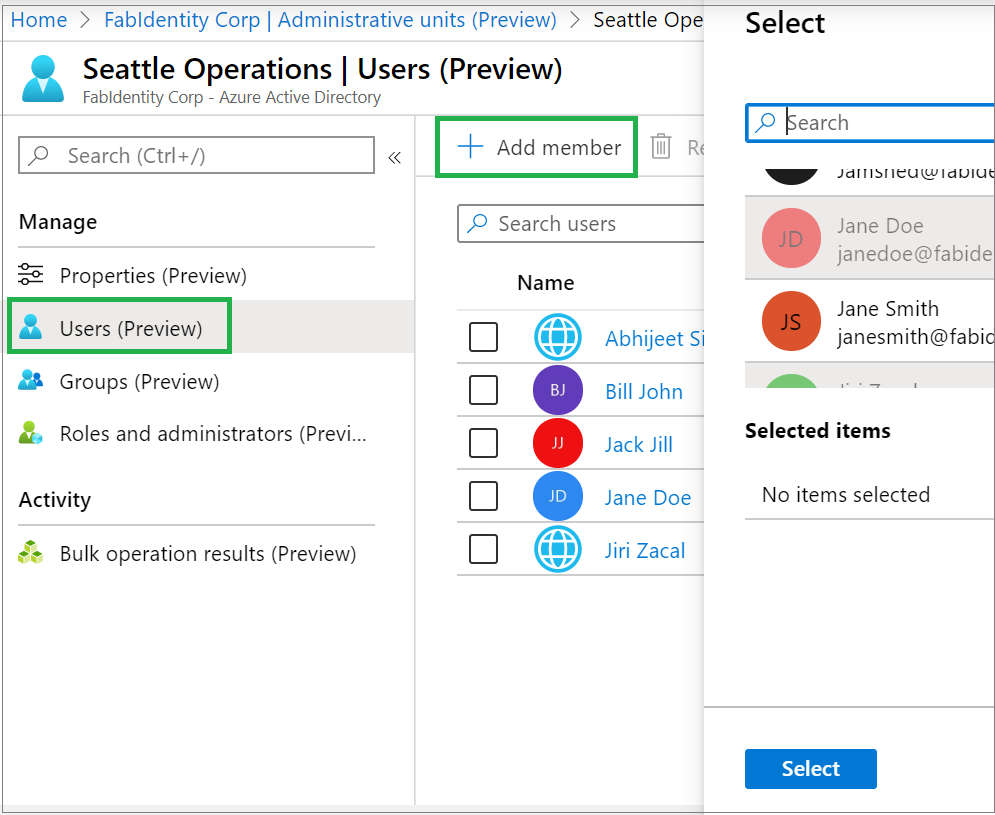 Home > FabIdentity Corp | Administrative units (Preview) > Seattle Ope
Seattle Operations | Users (Preview)
FabIdentity Corp - Azure Active Directory
Search (Ctrl+/)
«
Manage
Properties (Preview)
Users (Preview)
Groups (Preview)
Roles and administrators (Previ...
Activity
Bulk operation results (Preview)
Add member
Re
Search users
Name
Abhijeet Si
BJ Bill John
JJ Jack Jill
JD Jane Doe
Jiri Zacal
Select
Search
Jamshed@fabide
JD Jane Doe
janedoe@fabide
JS Jane Smith
janesmith@fabid
Selected items
No items selected
Select